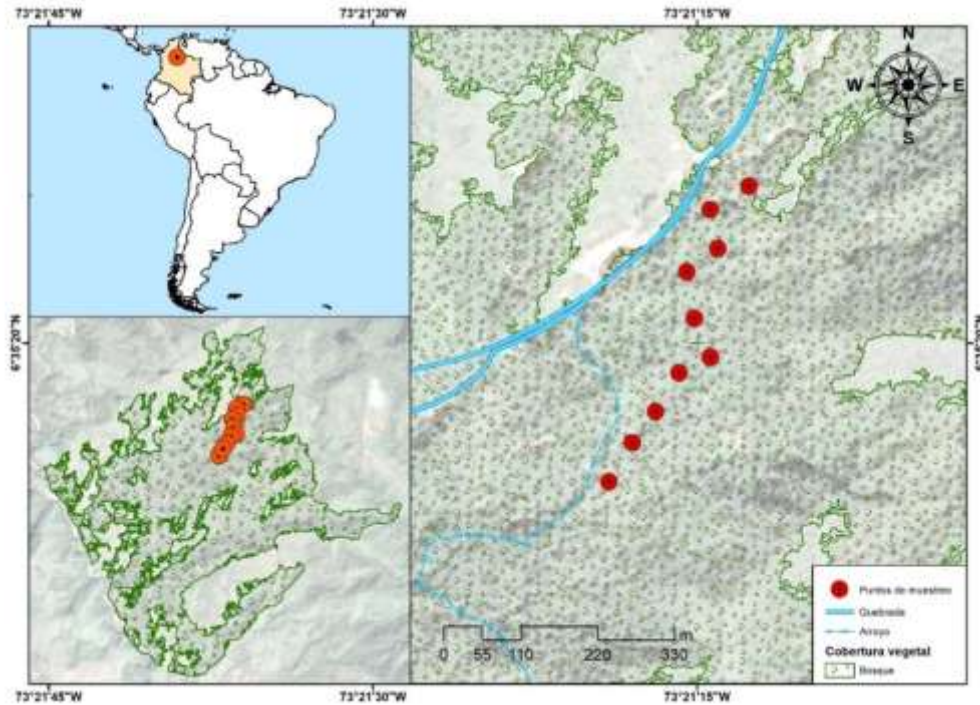 73°21'45"W 73°21'30"W 73°21'15"W
N
W E
S
6°35'20"N
Puntos de muestreo
Quebrada
Arroyo
Cobertura vegetal
Bosque
m
0 55 110 220 330
73°21'45"W 73°21'30"W 73°21'15"W